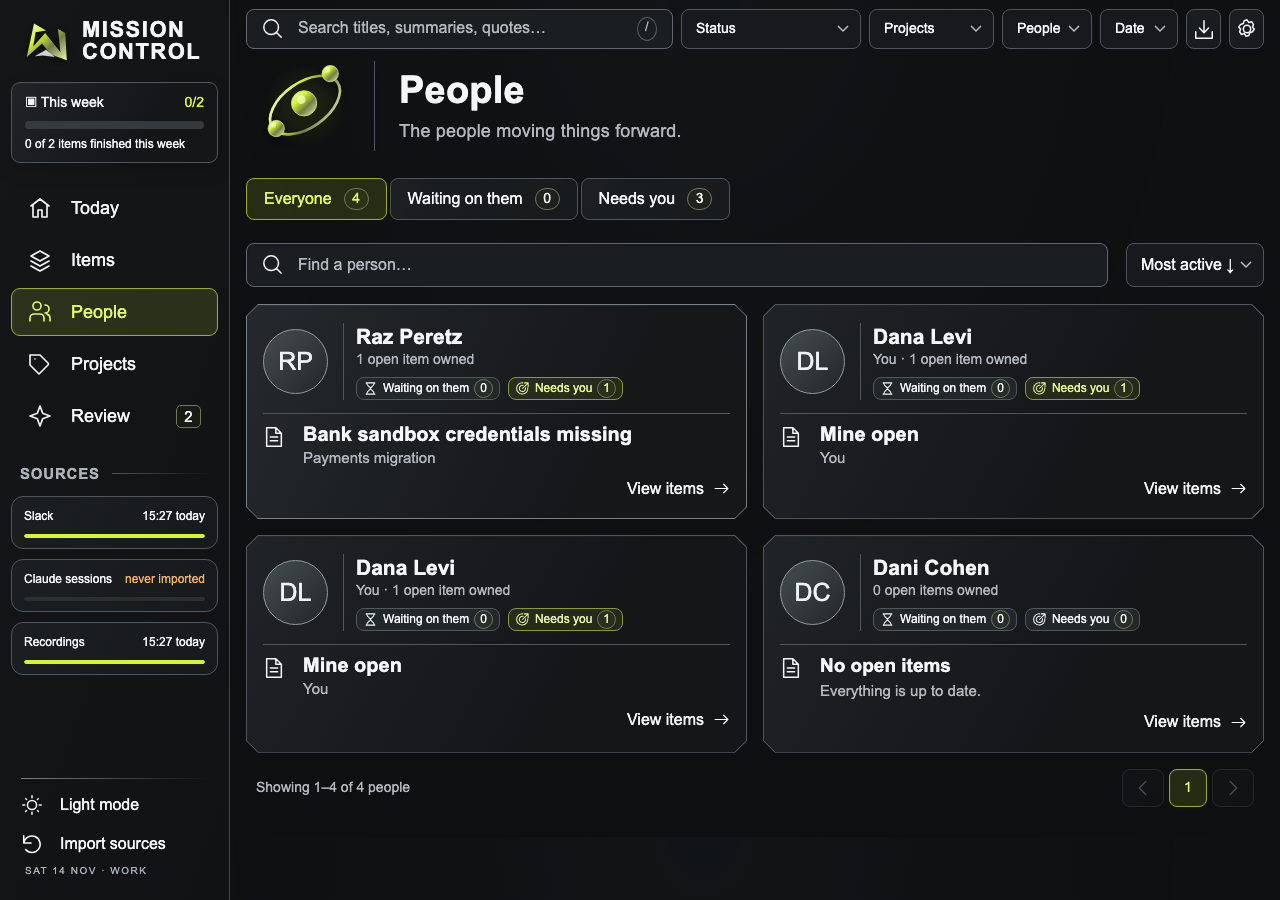 MISSION
CONTROL
This week 0/2
0 of 2 items finished this week
Today
Items
People
Projects
Review 2
SOURCES
Slack 15:27 today
Claude sessions never imported
Recordings 15:27 today
Light mode
Import sources
SAT 14 NOV · WORK
Search titles, summaries, quotes… /
Status
Projects
People
Date
People
The people moving things forward.
Everyone 4
Waiting on them 0
Needs you 3
Find a person…
Most active ↓
RP
Raz Peretz
1 open item owned
Waiting on them 0
Needs you 1
Bank sandbox credentials missing
Payments migration
View items →
DL
Dana Levi
You · 1 open item owned
Waiting on them 0
Needs you 1
Mine open
You
View items →
DL
Dana Levi
You · 1 open item owned
Waiting on them 0
Needs you 1
Mine open
You
View items →
DC
Dani Cohen
0 open items owned
Waiting on them 0
Needs you 0
No open items
Everything is up to date.
View items →
Showing 1–4 of 4 people
1